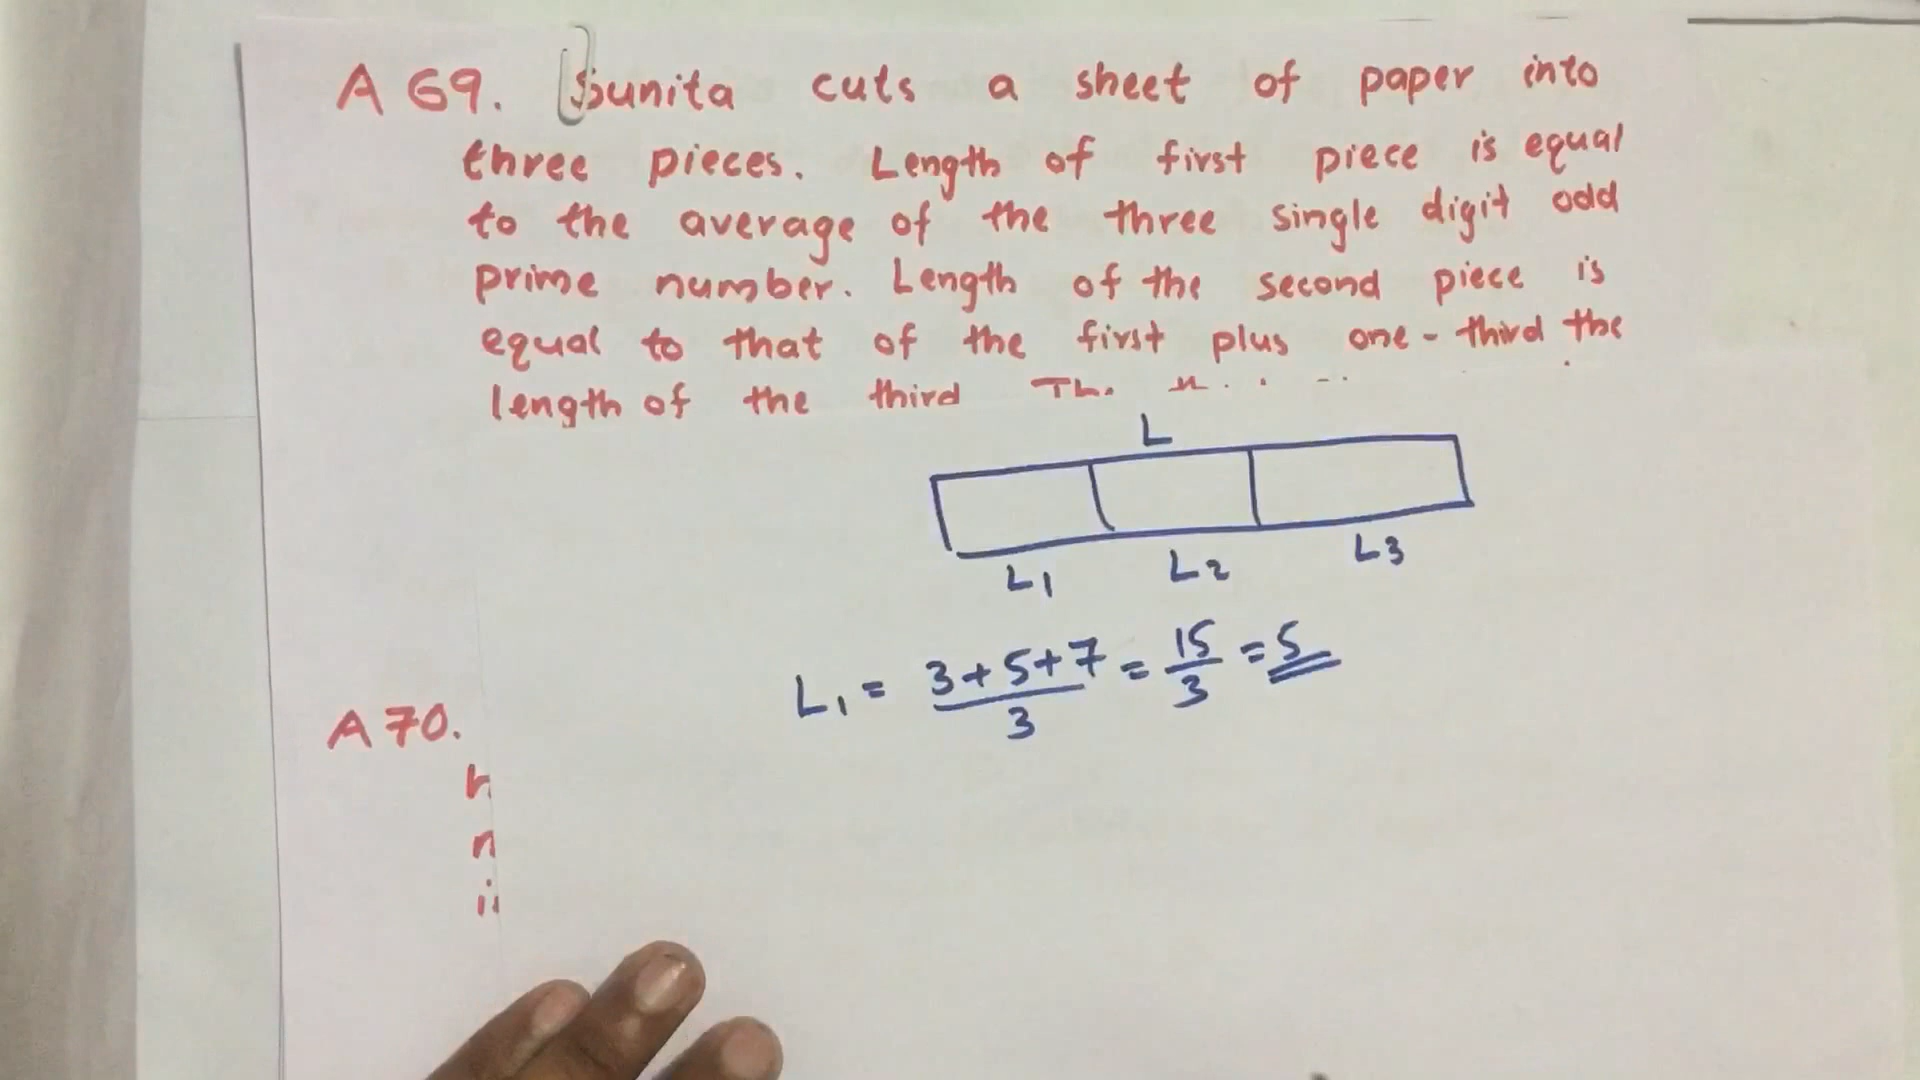 A 69. Sunita cuts a sheet of paper into
three pieces. Length of first piece is equal
to the average of the three single digit odd
prime number. Length of the second piece is
equal to that of the first plus one-third the
length of the third
L
L1 L2 L3
L1 = 3+5+7/3 = 15/3 = 5
A 70.